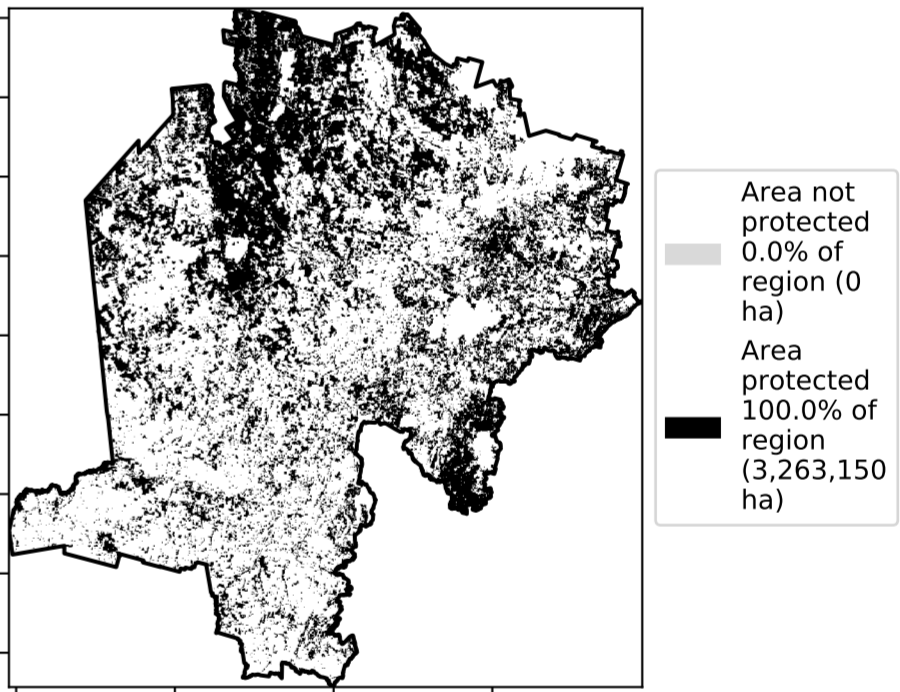 Area not
protected
0.0% of
region (0
ha)
Area
protected
100.0% of
region
(3,263,150
ha)